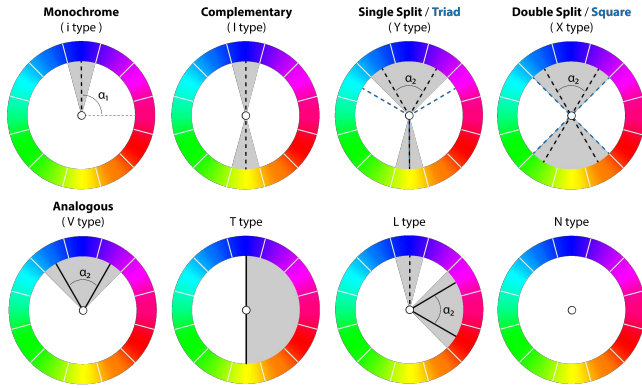 Monochrome
( i type )
α1
Complementary
( I type )
Single Split / Triad
(Y type)
α2
Double Split / Square
( X type)
α2
Analogous
( V type)
α2
T type
L type
α2
N type